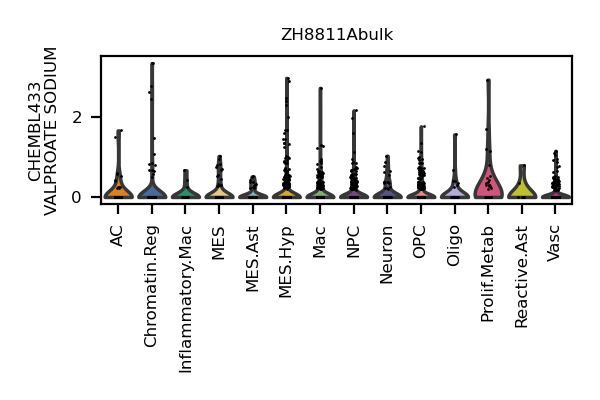 ZH8811Abulk
CHEMBL433
VALPROATE SODIUM
2
0
AC
Chromatin.Reg
Inflammatory.Mac
MES
MES.Ast
MES.Hyp
Mac
NPC
Neuron
OPC
Oligo
Prolif.Metab
Reactive.Ast
Vasc